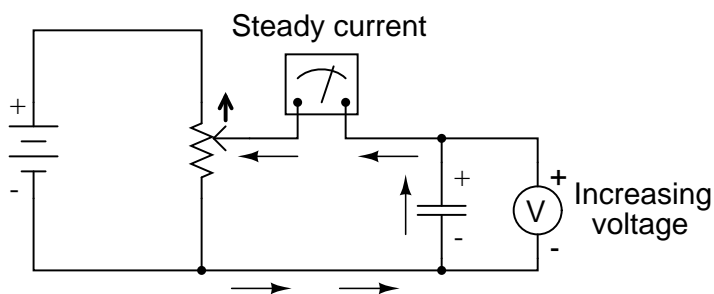 Steady current
+
-
+
-
V
+
-
Increasing
voltage